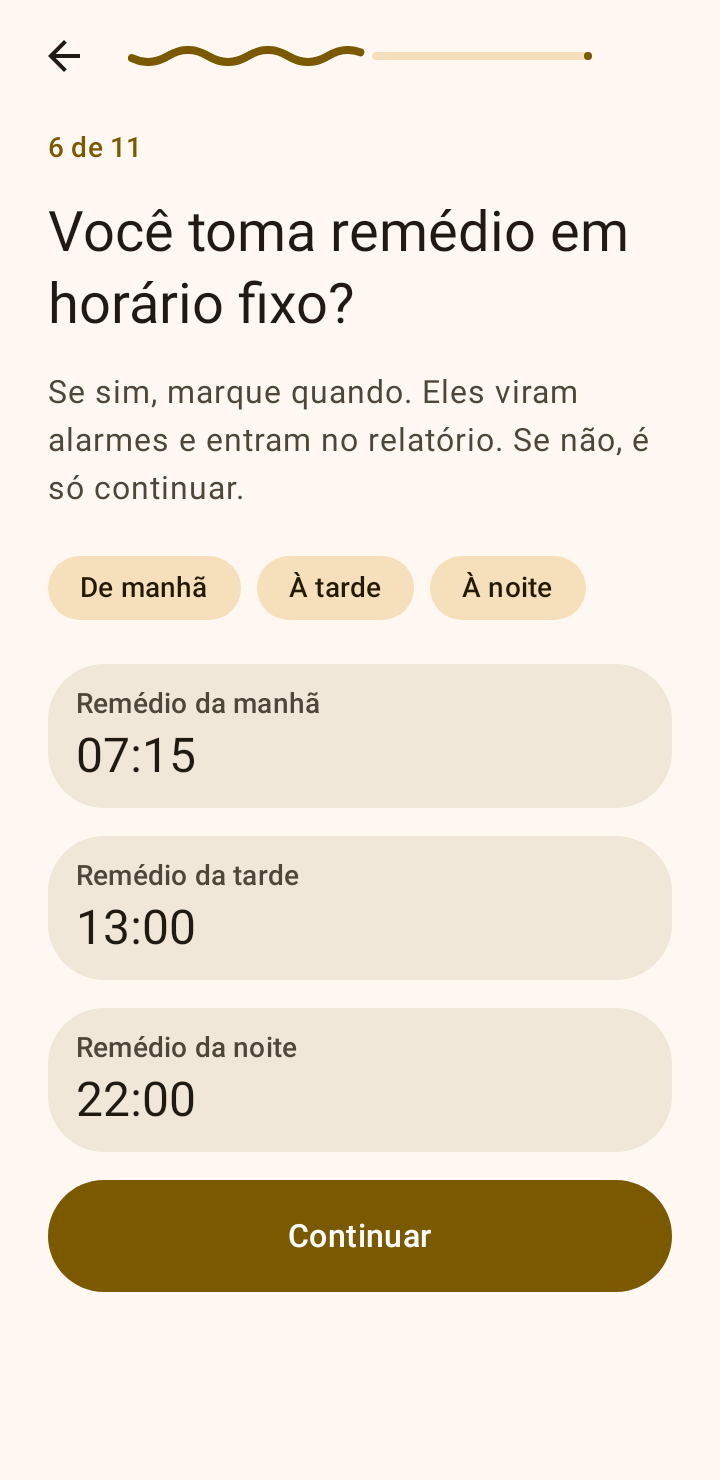 6 de 11
Você toma remédio em
horário fixo?
Se sim, marque quando. Eles viram
alarmes e entram no relatório. Se não, é
só continuar.
De manhã
À tarde
À noite
Remédio da manhã
07:15
Remédio da tarde
13:00
Remédio da noite
22:00
Continuar